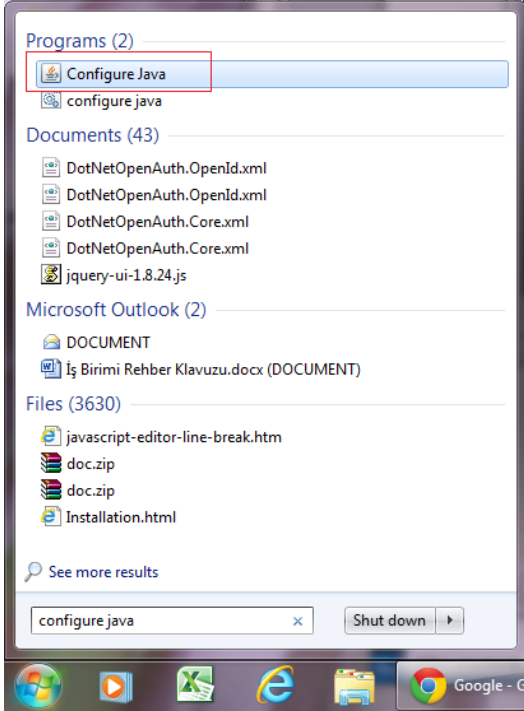 Programs (2)
Configure Java
configure java
Documents (43)
DotNetOpenAuth.OpenId.xml
DotNetOpenAuth.OpenId.xml
DotNetOpenAuth.Core.xml
DotNetOpenAuth.Core.xml
jquery-ui-1.8.24.js
Microsoft Outlook (2)
DOCUMENT
İş Birimi Rehber Klavuzu.docx (DOCUMENT)
Files (3630)
javascript-editor-line-break.htm
doc.zip
doc.zip
Installation.html
See more results
configure java
Shut down
Google - G